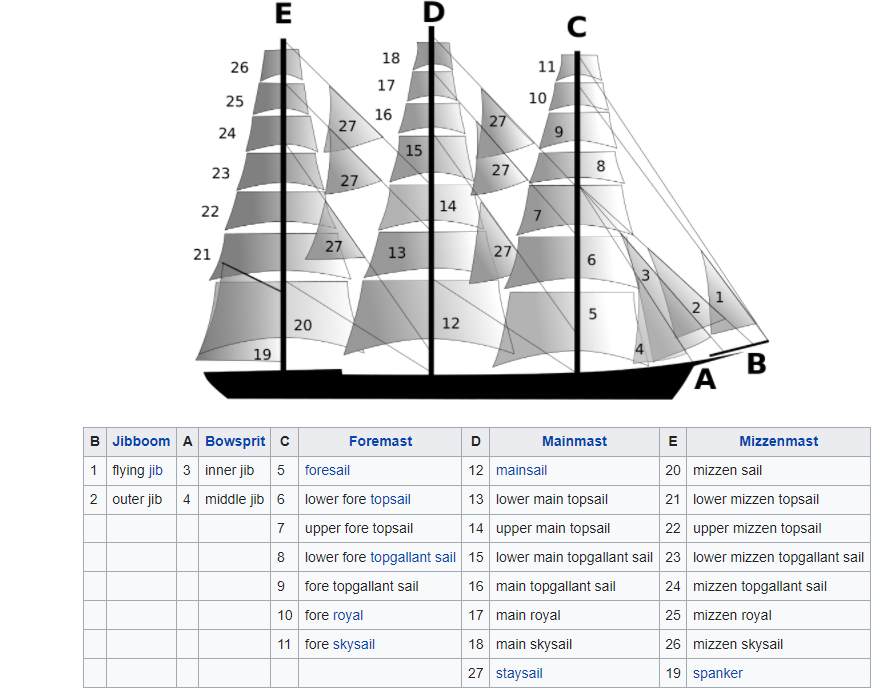 E D C
26 18 11
25 17 10
24 27 16 27 9
23 27 15 27 8
22 14 7
21 27 13 27 6 3
20 12 5 2 1
19 4
A B
B Jibboom A Bowsprit C Foremast D Mainmast E Mizzenmast
1 flying jib 3 inner jib 5 foresail 12 mainsail 20 mizzen sail
2 outer jib 4 middle jib 6 lower fore topsail 13 lower main topsail 21 lower mizzen topsail
7 upper fore topsail 14 upper main topsail 22 upper mizzen topsail
8 lower fore topgallant sail 15 lower main topgallant sail 23 lower mizzen topgallant sail
9 fore topgallant sail 16 main topgallant sail 24 mizzen topgallant sail
10 fore royal 17 main royal 25 mizzen royal
11 fore skysail 18 main skysail 26 mizzen skysail
27 staysail 19 spanker